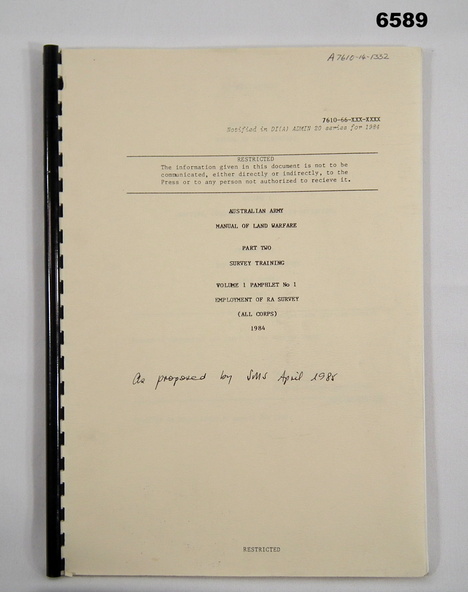 6589
A7610-14-1352
7610-66-XXX-XXXX
Notified in DI(A) ADMIN 20 series for 1984
RESTRICTED
The information given in this document is not to be
communicated, either directly or indirectly, to the
Press or to any person not authorized to recieve it.
AUSTRALIAN ARMY
MANUAL OF LAND WARFARE
PART TWO
SURVEY TRAINING
VOLUME 1 PAMPHLET No 1
EMPLOYMENT OF RA SURVEY
(ALL CORPS)
1984
As proposed by SMS April
RESTRICTED